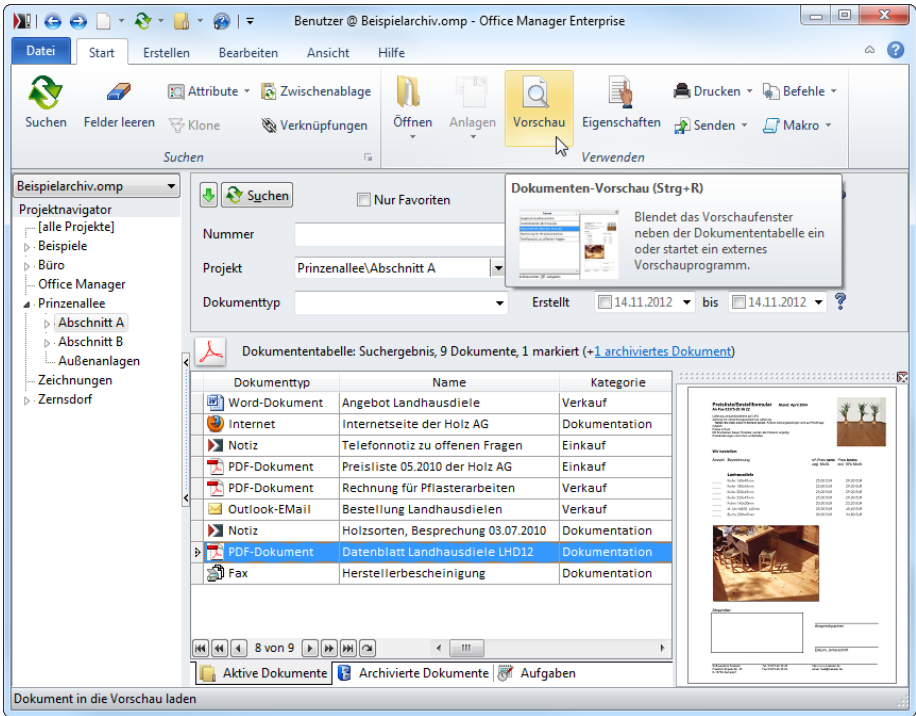 Benutzer @ Beispielarchiv.omp - Office Manager Enterprise
Datei Start Erstellen Bearbeiten Ansicht Hilfe
Suchen Felder leeren Attribute Klone Zwischenablage Verknüpfungen
Öffnen Anlagen Vorschau Eigenschaften Drucken Senden Befehle Makro
Suchen Verwenden
Beispielarchiv.omp
Projektnavigator
[alle Projekte]
Beispiele
Büro
Office Manager
Prinzenallee
Abschnitt A
Abschnitt B
Außenanlagen
Zeichnungen
Zernsdorf
Suchen Nur Favoriten
Nummer
Projekt Prinzenallee\Abschnitt A
Dokumenttyp Erstellt 14.11.2012 bis 14.11.2012
Dokumenten-Vorschau (Strg+R)
Blendet das Vorschaufenster
neben der Dokumententabelle ein
oder startet ein externes
Vorschauprogramm.
Dokumententabelle: Suchergebnis, 9 Dokumente, 1 markiert (+1 archiviertes Dokument)
Dokumenttyp Name Kategorie
Word-Dokument Angebot Landhausdiele Verkauf
Internet Internetseite der Holz AG Dokumentation
Notiz Telefonnotiz zu offenen Fragen Einkauf
PDF-Dokument Preisliste 05.2010 der Holz AG Einkauf
PDF-Dokument Rechnung für Pflasterarbeiten Verkauf
Outlook-EMail Bestellung Landhausdielen Verkauf
Notiz Holzsorten, Besprechung 03.07.2010 Dokumentation
PDF-Dokument Datenblatt Landhausdiele LHD12 Dokumentation
Fax Herstellerbescheinigung Dokumentation
8 von 9
Aktive Dokumente Archivierte Dokumente Aufgaben
Preisliste/Bestellformular
Landhausdiele
Dokument in die Vorschau laden